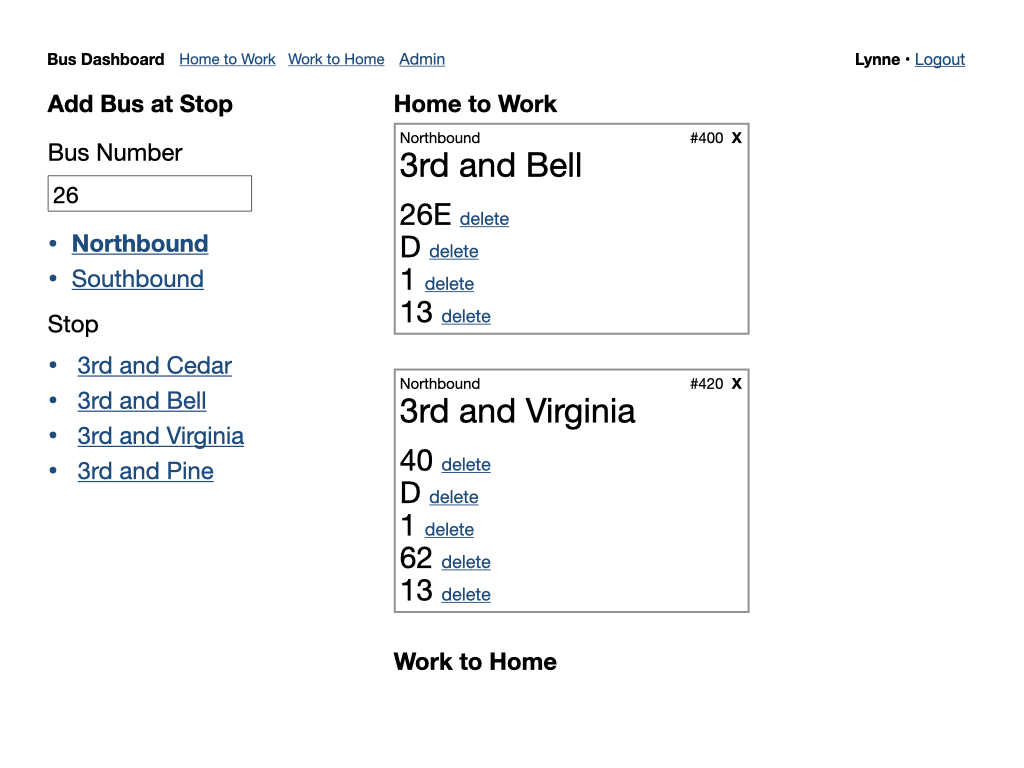 Bus Dashboard Home to Work Work to Home Admin Lynne • Logout
Add Bus at Stop
Bus Number
26
• Northbound
• Southbound
Stop
• 3rd and Cedar
• 3rd and Bell
• 3rd and Virginia
• 3rd and Pine
Home to Work
Northbound #400 X
3rd and Bell
26E delete
D delete
1 delete
13 delete
Northbound #420 X
3rd and Virginia
40 delete
D delete
1 delete
62 delete
13 delete
Work to Home